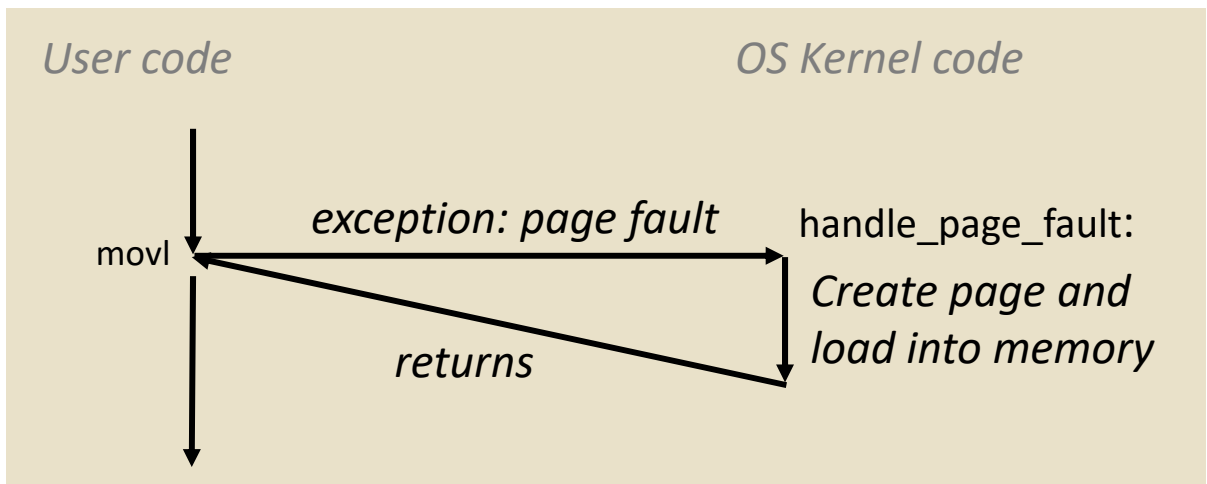 User code
OS Kernel code
exception: page fault
handle_page_fault:
movl
Create page and
load into memory
returns